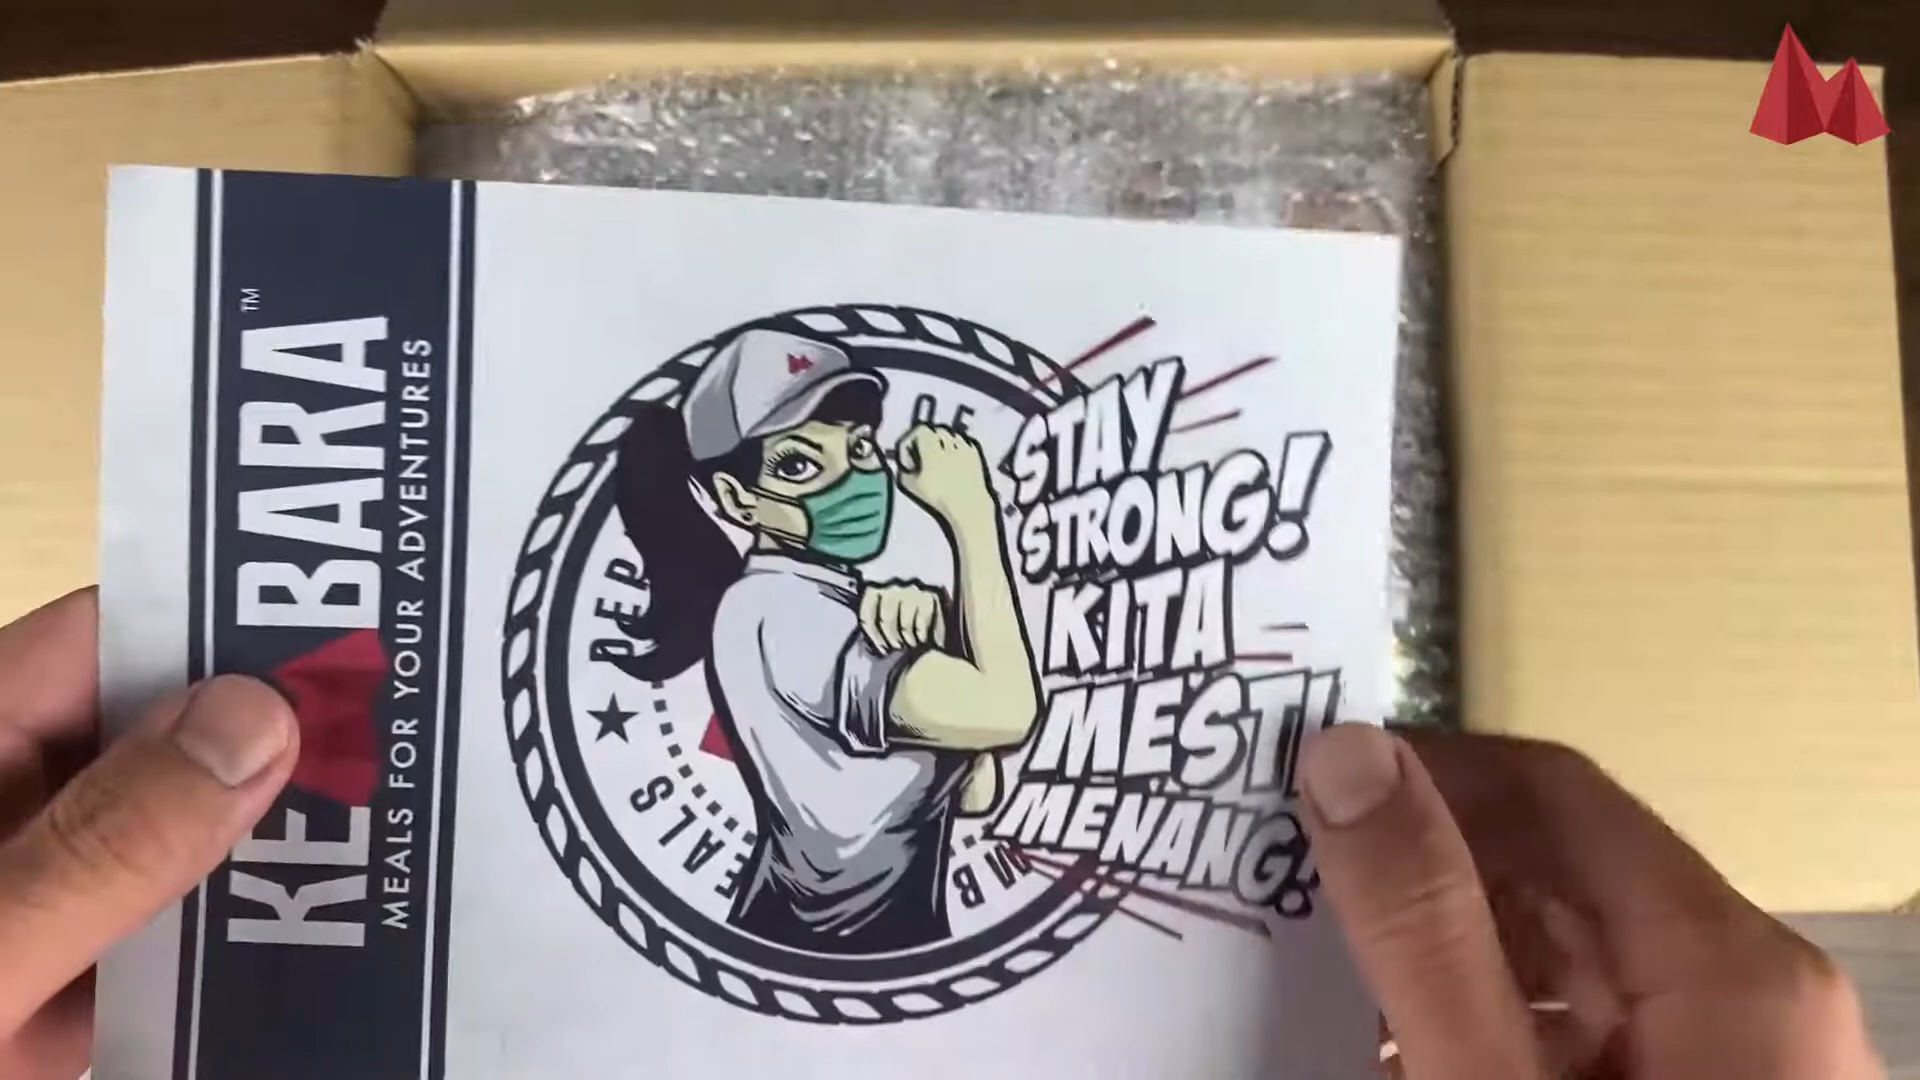 KEMBARA™
MEALS FOR YOUR ADVENTURES
STAY
STRONG!
KITA
MESTI
MENANG!